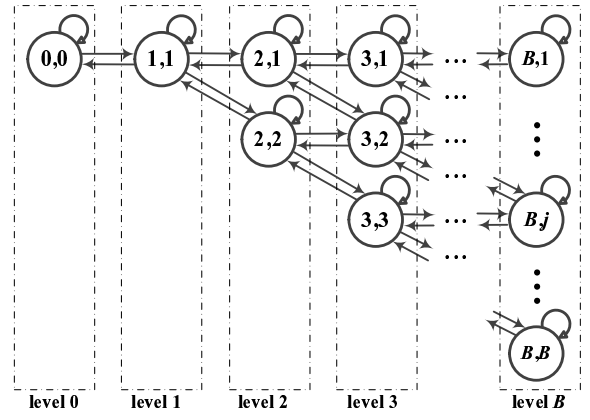 0,0 1,1 2,1 3,1 ... B,1
...
2,2 3,2 ...
...
3,3 ... B,j
...
B,B
level 0 level 1 level 2 level 3 level B